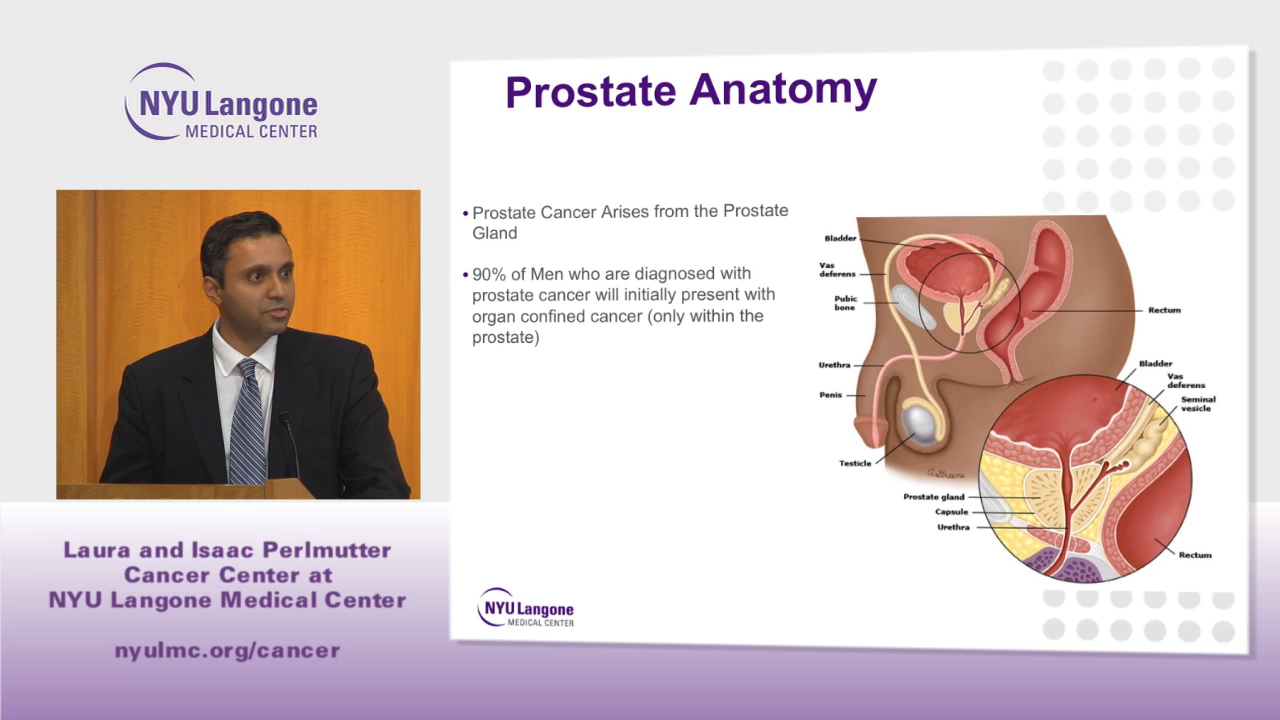 NYU Langone
MEDICAL CENTER
Laura and Isaac Perlmutter
Cancer Center at
NYU Langone Medical Center
nyulmc.org/cancer
Prostate Anatomy
• Prostate Cancer Arises from the Prostate
Gland
• 90% of Men who are diagnosed with
prostate cancer will initially present with
organ confined cancer (only within the
prostate)
Bladder
Vas
deferens
Pubic
bone
Rectum
Urethra
Penis
Testicle
Bladder
Vas
deferens
Seminal
vesicle
Prostate gland
Capsule
Urethra
Rectum
A. Greene
NYU Langone
MEDICAL CENTER